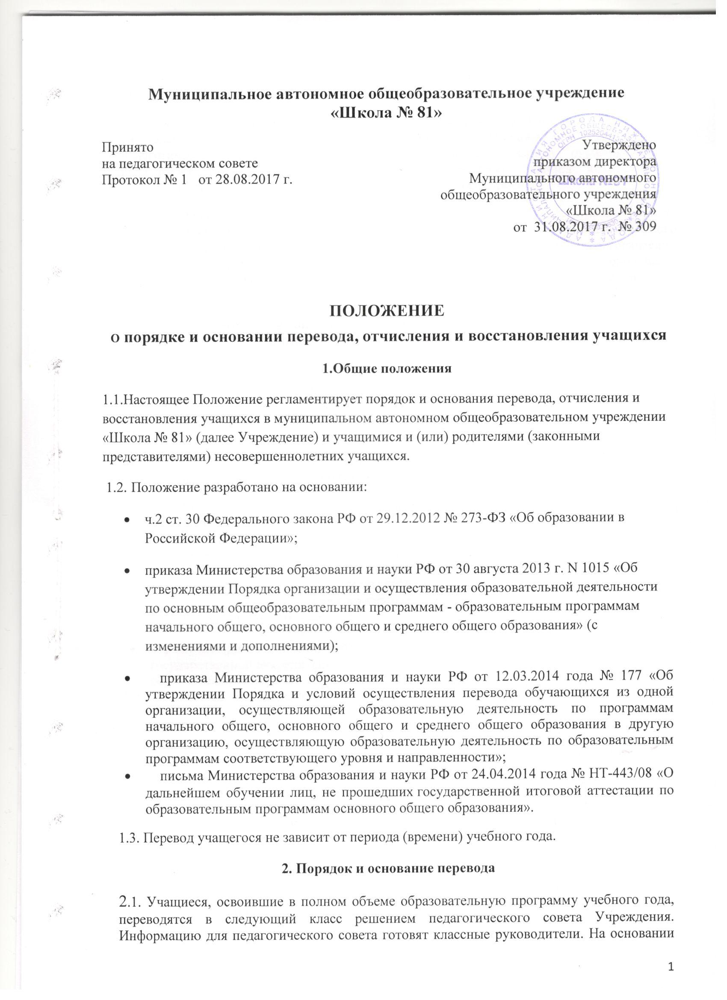 Муниципальное автономное общеобразовательное учреждение
«Школа № 81»
Принято
на педагогическом совете
Протокол № 1 от 28.08.2017 г.
Утверждено
приказом директора
Муниципального автономного
общеобразовательного учреждения
«Школа № 81»
от 31.08.2017 г. № 309
ПОЛОЖЕНИЕ
о порядке и основании перевода, отчисления и восстановления учащихся
1.Общие положения
1.1.Настоящее Положение регламентирует порядок и основания перевода, отчисления и
восстановления учащихся в муниципальном автономном общеобразовательном учреждении
«Школа № 81» (далее Учреждение) и учащимися и (или) родителями (законными
представителями) несовершеннолетних учащихся.
1.2. Положение разработано на основании:
• ч.2 ст. 30 Федерального закона РФ от 29.12.2012 № 273-ФЗ «Об образовании в
Российской Федерации»;
• приказа Министерства образования и науки РФ от 30 августа 2013 г. N 1015 «Об
утверждении Порядка организации и осуществления образовательной деятельности
по основным общеобразовательным программам - образовательным программам
начального общего, основного общего и среднего общего образования» (с
изменениями и дополнениями);
• приказа Министерства образования и науки РФ от 12.03.2014 года № 177 «Об
утверждении Порядка и условий осуществления перевода обучающихся из одной
организации, осуществляющей образовательную деятельность по программам
начального общего, основного общего и среднего общего образования в другую
организацию, осуществляющую образовательную деятельность по образовательным
программам соответствующего уровня и направленности»;
• письма Министерства образования и науки РФ от 24.04.2014 года № НТ-443/08 «О
дальнейшем обучении лиц, не прошедших государственной итоговой аттестации по
образовательным программам основного общего образования».
1.3. Перевод учащегося не зависит от периода (времени) учебного года.
2. Порядок и основание перевода
2.1. Учащиеся, освоившие в полном объеме образовательную программу учебного года,
переводятся в следующий класс решением педагогического совета Учреждения.
Информацию для педагогического совета готовят классные руководители. На основании
1